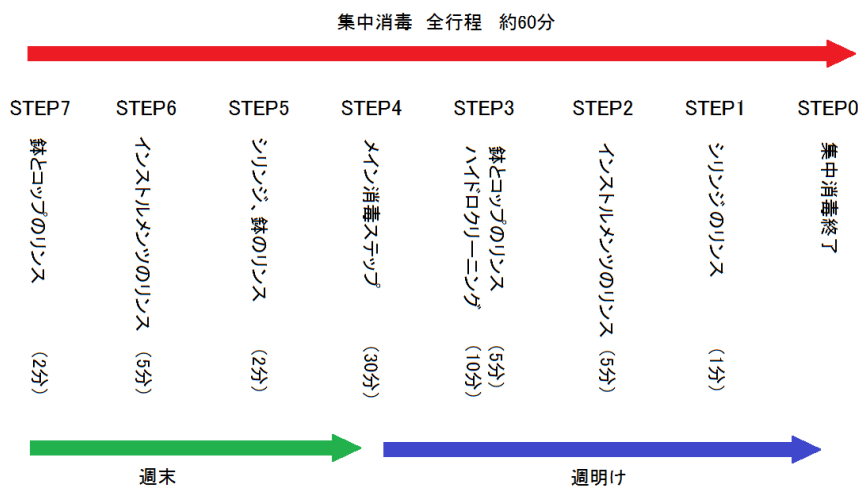 集中消毒　全行程　約60分
STEP7
鉢とコップのリンス
（2分）
STEP6
インストルメンツのリンス
（5分）
STEP5
シリンジ、鉢のリンス
（2分）
STEP4
メイン消毒ステップ
（30分）
STEP3
鉢とコップのリンス
（5分）
ハイドロクリーニング
（10分）
STEP2
インストルメンツのリンス
（5分）
STEP1
シリンジのリンス
（1分）
STEP0
集中消毒終了
週末
週明け